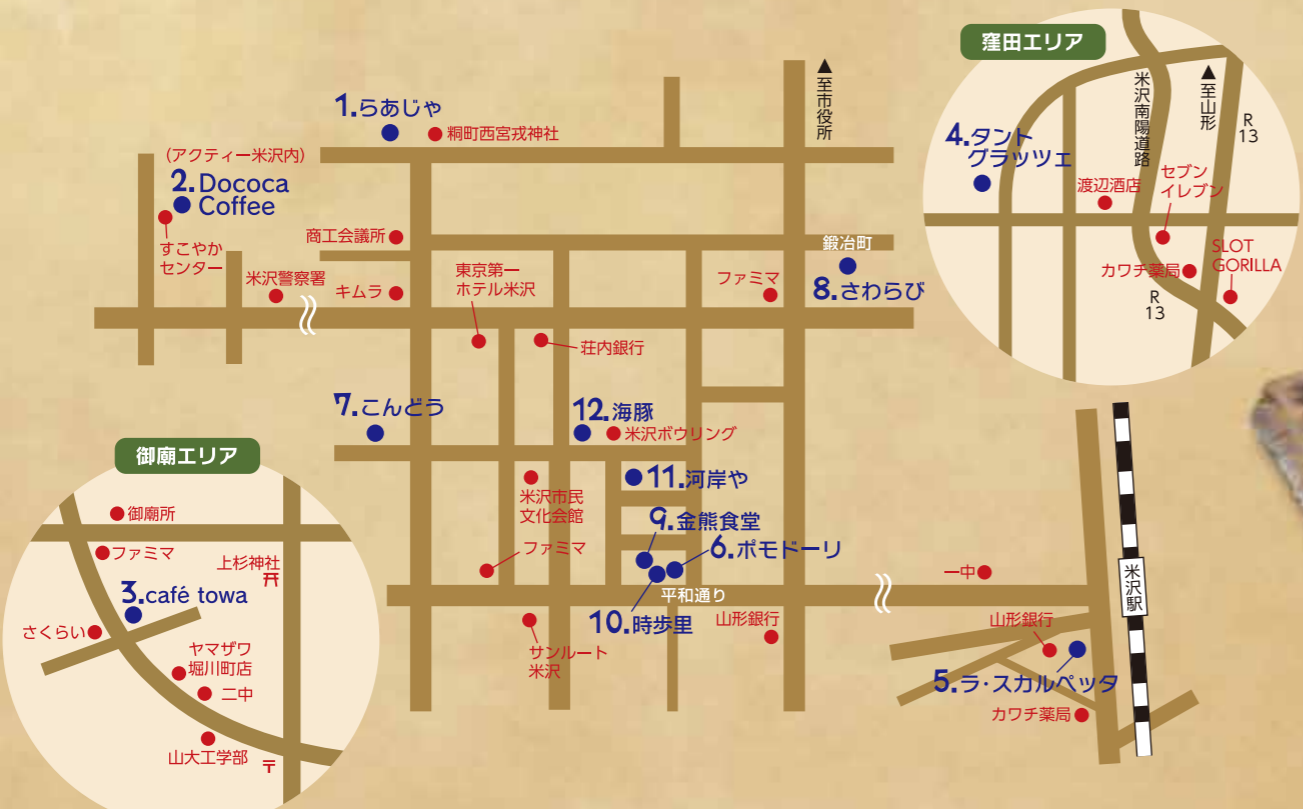 窪田エリア
米沢南陽道路
▲至山形
R
13
4.タント
グラッツェ
渡辺酒店
セブン
イレブン
カワチ薬局
SLOT
GORILLA
R
13
▲至市役所
1.らあじゃ
粡町西宮戎神社
(アクティー米沢内)
2.Dococa
Coffee
すこやか
センター
商工会議所
米沢警察署
キムラ
東京第一
ホテル米沢
荘内銀行
ファミマ
鍛冶町
8.さわらび
7.こんどう
12.海豚
米沢ボウリング
11.河岸や
米沢市民
文化会館
9.金熊食堂
6.ポモドーリ
ファミマ
平和通り
10.時歩里
山形銀行
サンルート
米沢
一中
米沢駅
山形銀行
5.ラ・スカルペッタ
カワチ薬局
御廟エリア
御廟所
ファミマ
上杉神社
3.café towa
さくらい
ヤマザワ
堀川町店
二中
山大工学部
〒